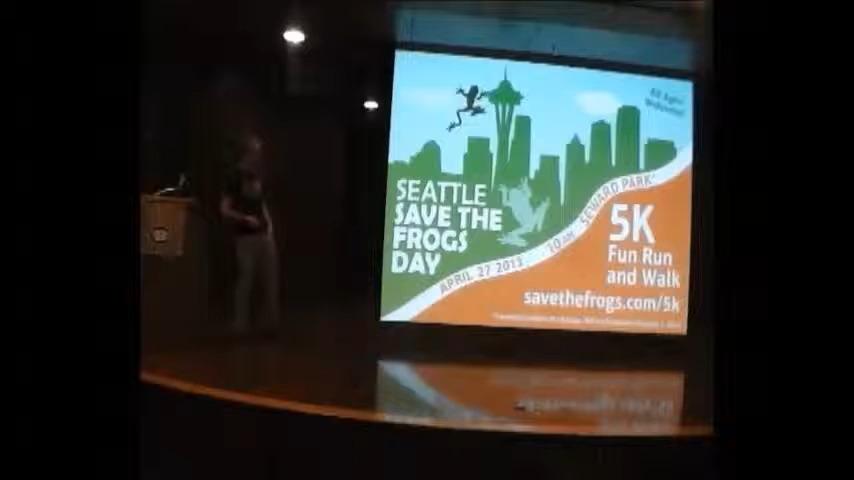 All Ages
Welcome!
SEATTLE
SAVE THE
FROGS
DAY
APRIL 27 2013 10 AM SEWARD PARK
5K
Fun Run
and Walk
savethefrogs.com/5k